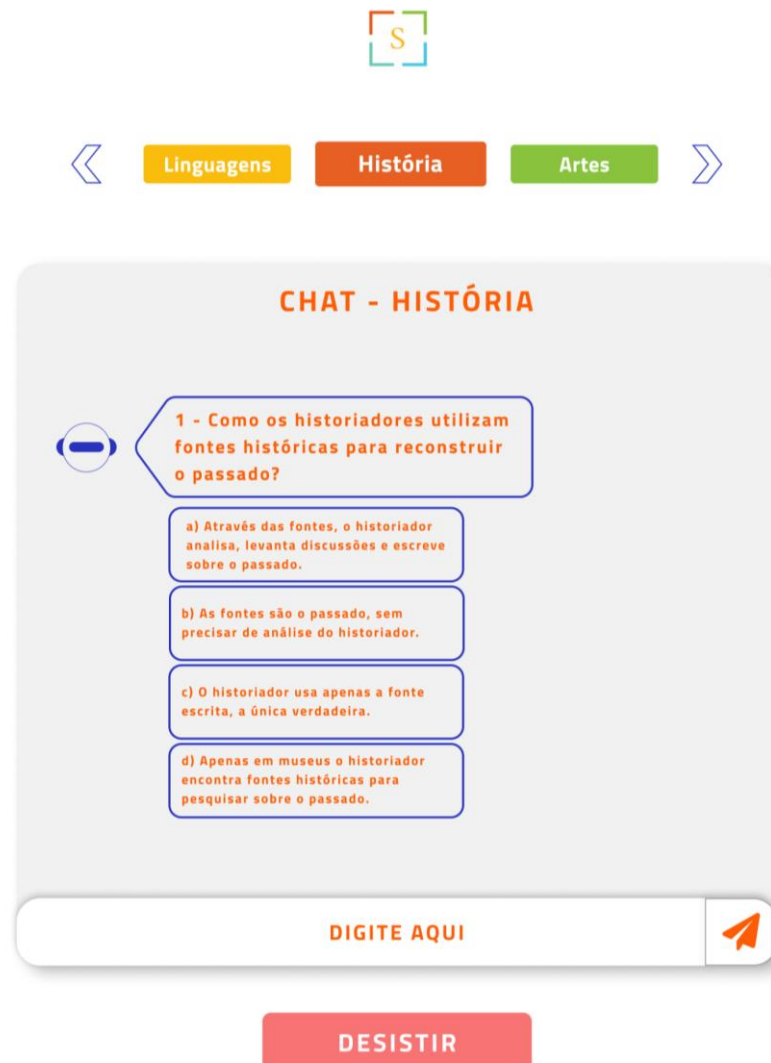 S
Linguagens
História
Artes
CHAT - HISTÓRIA
1 - Como os historiadores utilizam
fontes históricas para reconstruir
o passado?
a) Através das fontes, o historiador
analisa, levanta discussões e escreve
sobre o passado.
b) As fontes são o passado, sem
precisar de análise do historiador.
c) O historiador usa apenas a fonte
escrita, a única verdadeira.
d) Apenas em museus o historiador
encontra fontes históricas para
pesquisar sobre o passado.
DIGITE AQUI
DESISTIR